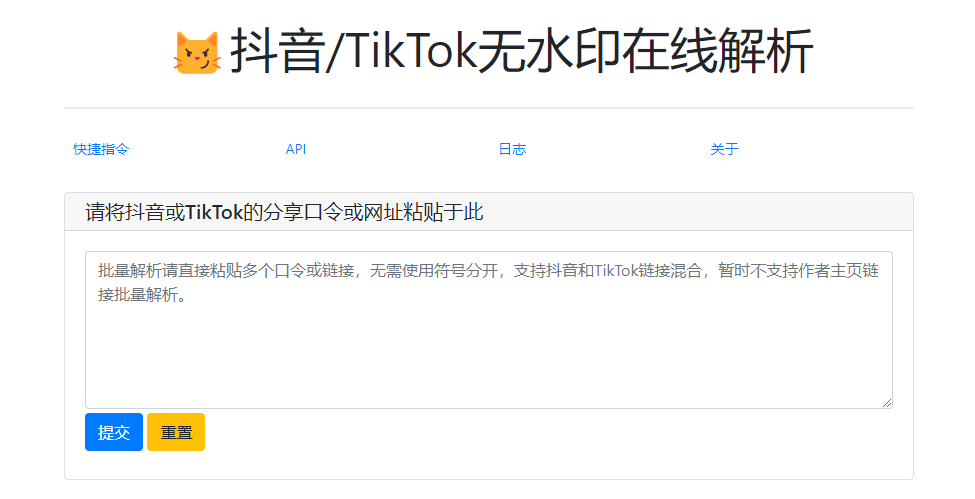 😼抖音/TikTok无水印在线解析
快捷指令 API 日志 关于
请将抖音或TikTok的分享口令或网址粘贴于此
批量解析请直接粘贴多个口令或链接，无需使用符号分开，支持抖音和TikTok链接混合，暂时不支持作者主页链
接批量解析。
提交 重置